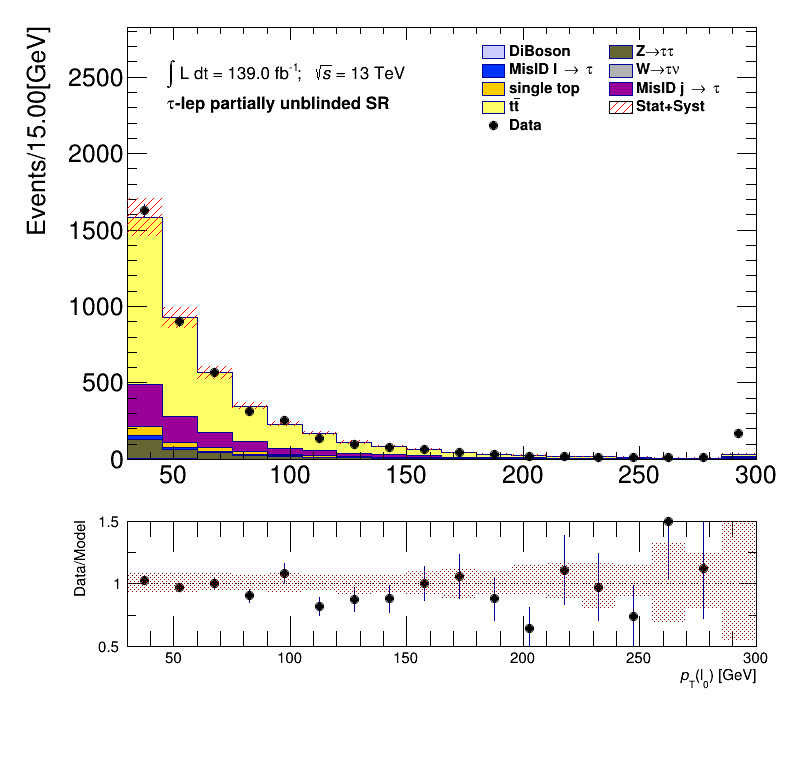 Events/15.00[GeV]
2500
2000
1500
1000
500
0
∫ L dt = 139.0 fb⁻¹; √s = 13 TeV
τ-lep partially unblinded SR
DiBoson
MisID l → τ
single top
tt̄
Data
Z→ττ
W→τν
MisID j → τ
Stat+Syst
50 100 150 200 250 300
Data/Model
1.5
1
0.5
50 100 150 200 250 300
p_T(l_0) [GeV]